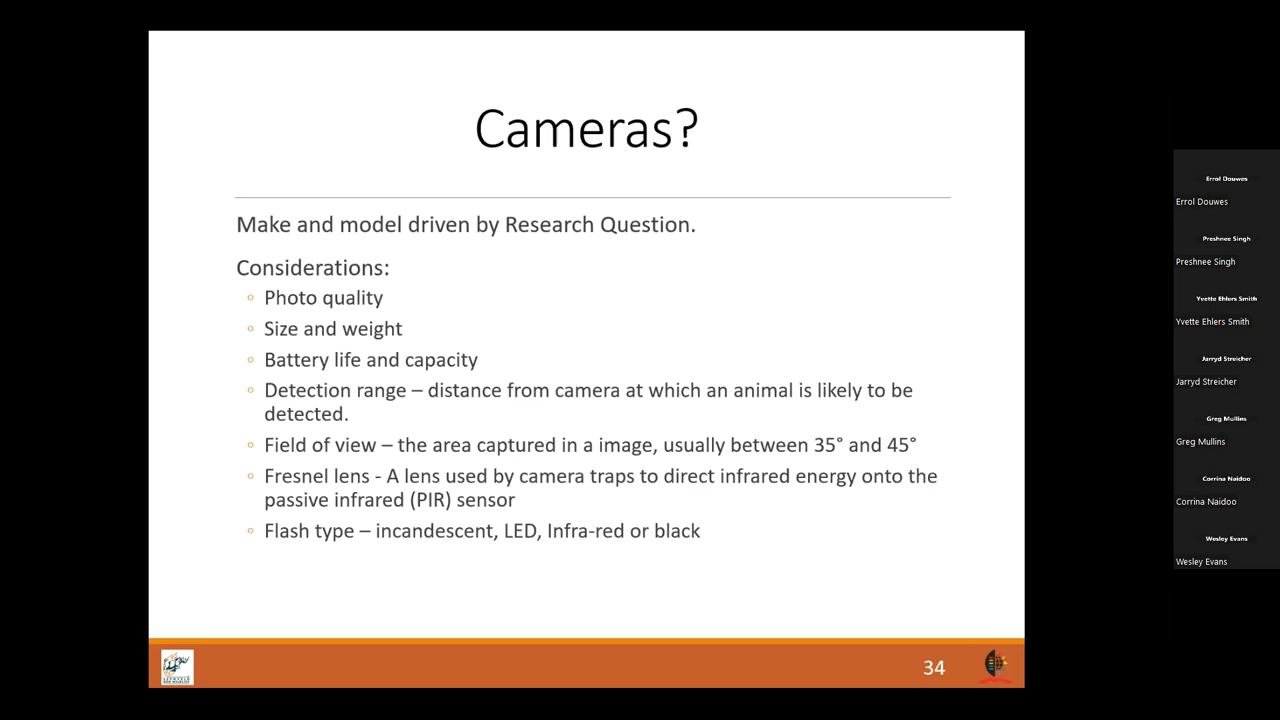 Cameras?
Make and model driven by Research Question.
Considerations:
Photo quality
Size and weight
Battery life and capacity
Detection range – distance from camera at which an animal is likely to be
detected.
Field of view – the area captured in a image, usually between 35° and 45°
Fresnel lens - A lens used by camera traps to direct infrared energy onto the
passive infrared (PIR) sensor
Flash type – incandescent, LED, Infra-red or black
34
Errol Douwes
Errol Douwes
Preshnee Singh
Preshnee Singh
Yvette Ehlers Smith
Yvette Ehlers Smith
Jarryd Streicher
Jarryd Streicher
Greg Mullins
Greg Mullins
Corrina Naidoo
Corrina Naidoo
Wesley Evans
Wesley Evans